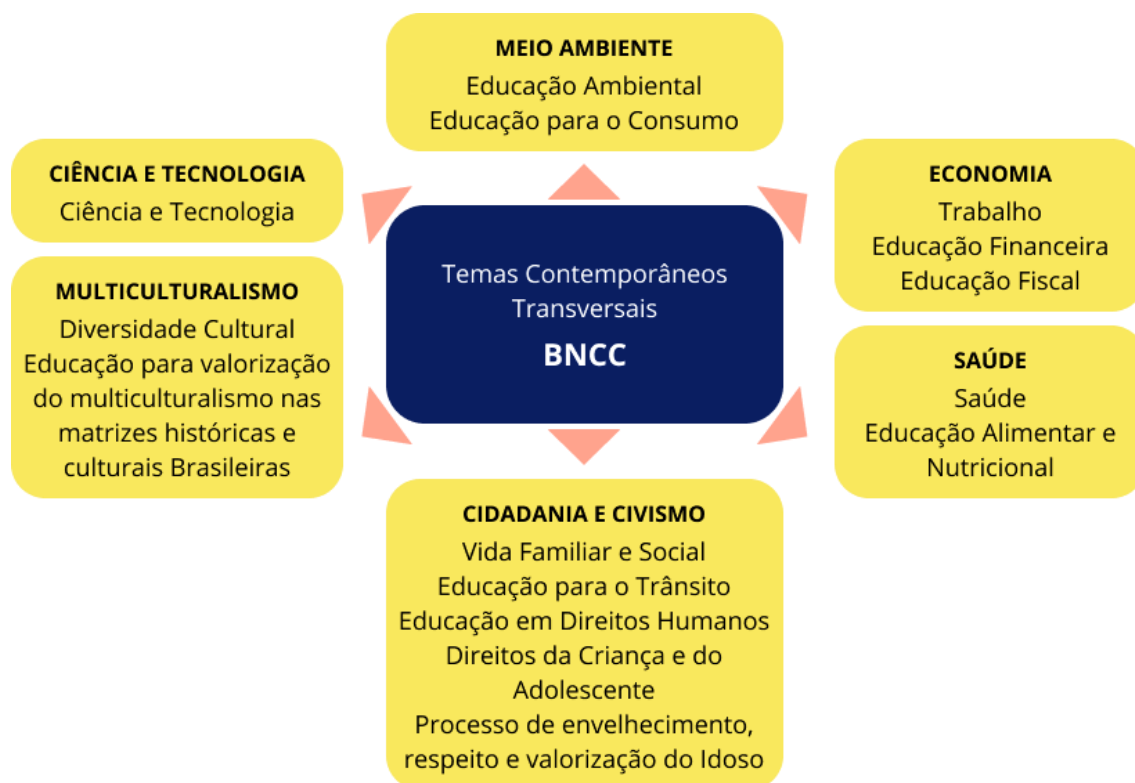 MEIO AMBIENTE
Educação Ambiental
Educação para o Consumo
CIÊNCIA E TECNOLOGIA
Ciência e Tecnologia
ECONOMIA
Trabalho
Educação Financeira
Educação Fiscal
Temas Contemporâneos
Transversais
BNCC
MULTICULTURALISMO
Diversidade Cultural
Educação para valorização
do multiculturalismo nas
matrizes históricas e
culturais Brasileiras
SAÚDE
Saúde
Educação Alimentar e
Nutricional
CIDADANIA E CIVISMO
Vida Familiar e Social
Educação para o Trânsito
Educação em Direitos Humanos
Direitos da Criança e do
Adolescente
Processo de envelhecimento,
respeito e valorização do Idoso